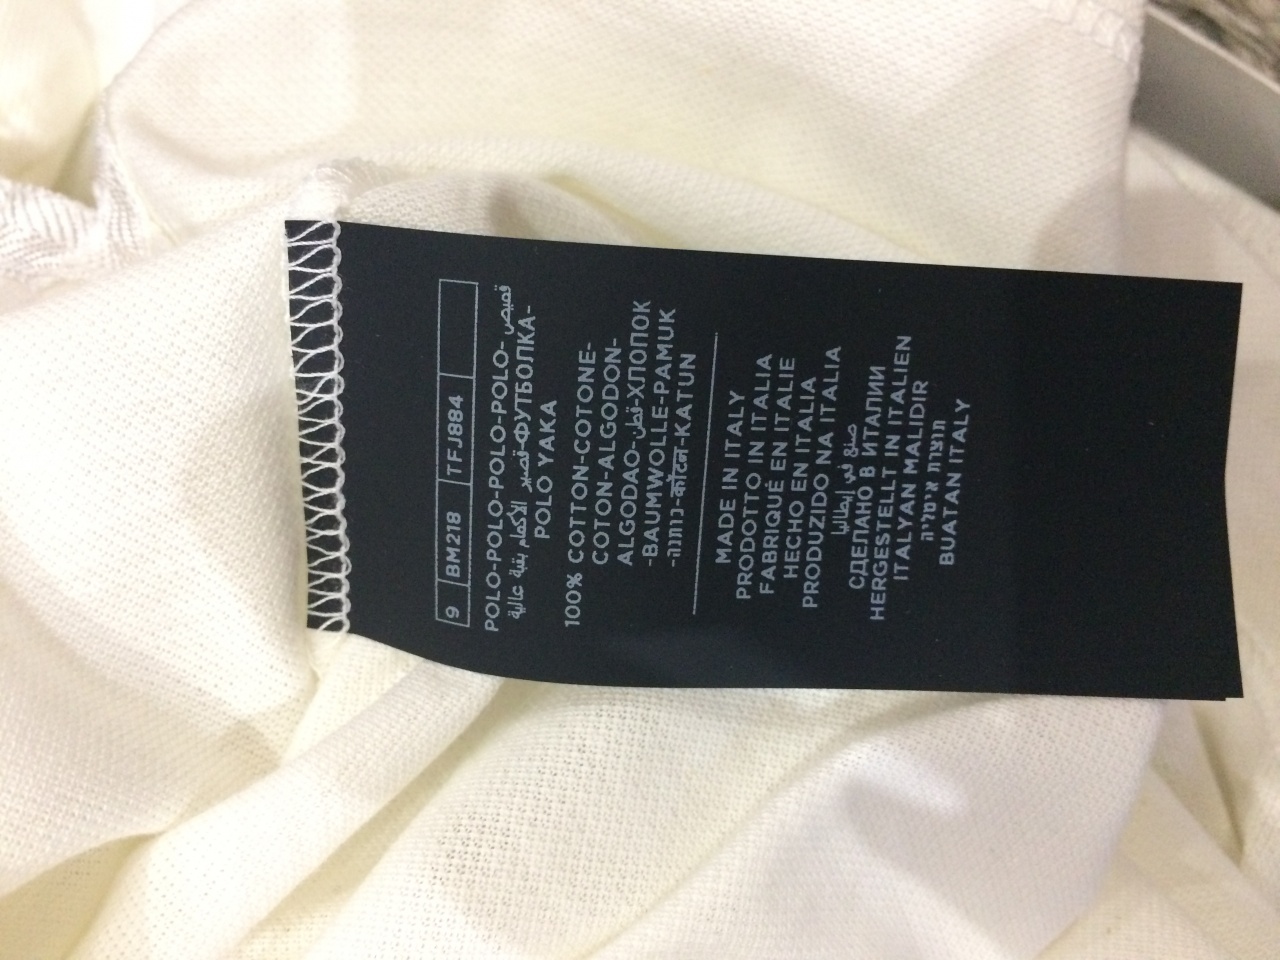 9 BM218 TFJ884
POLO-POLO-POLO-POLO-POLO- قميص
قصير الأكمام بقبة عالية-ФУТБОЛКА-
POLO YAKA
100% COTTON-COTONE-
COTON-ALGODON-
ALGODAO-قطن-ХЛОПОК
-BAUMWOLLE-PAMUK
-כותנה-कॉटन-KATUN
MADE IN ITALY
PRODOTTO IN ITALIA
FABRIQUÉ EN ITALIE
HECHO EN ITALIA
PRODUZIDO NA ITALIA
صنع في إيطاليا
СДЕЛАНО В ИТАЛИИ
HERGESTELLT IN ITALIEN
ITALYAN MALIDIR
תוצרת איטליה
BUATAN ITALY